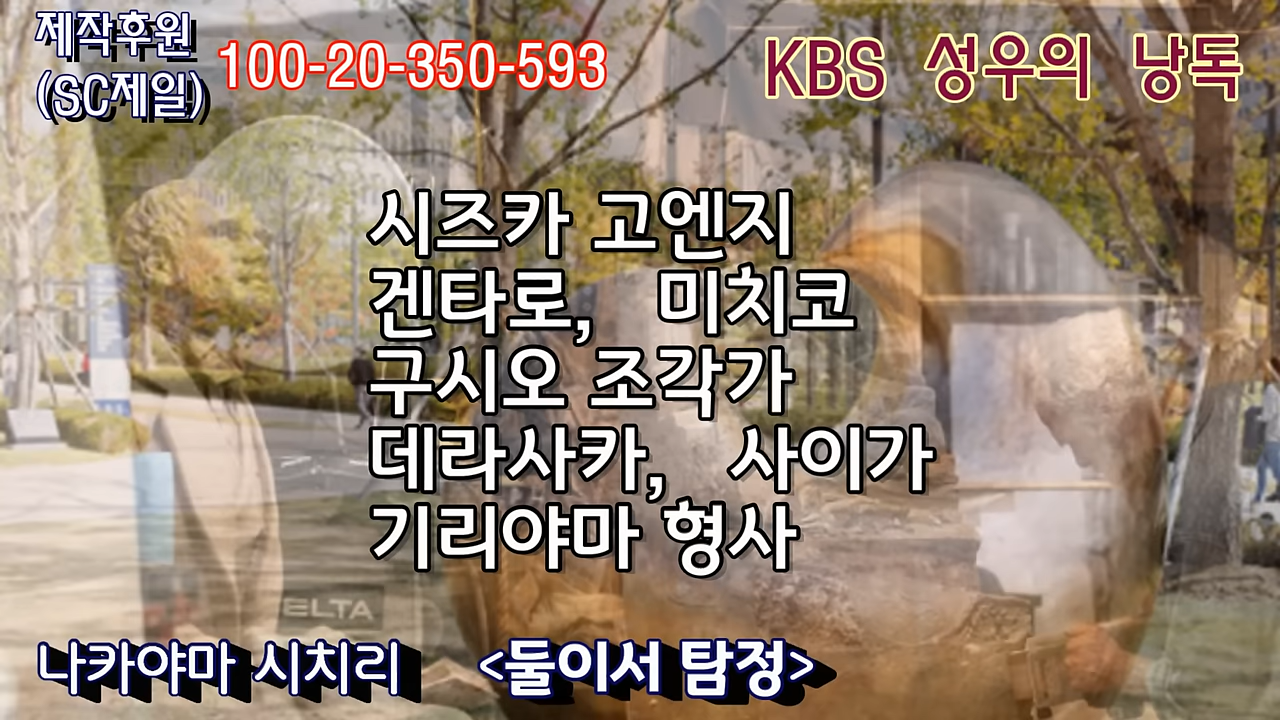 제작후원
(SC제일)
100-20-350-593
KBS 성우의 낭독
시즈카 고엔지
겐타로, 미치코
구시오 조각가
데라사카, 사이가
기리야마 형사
ELTA
나카야마 시치리 <둘이서 탐정>